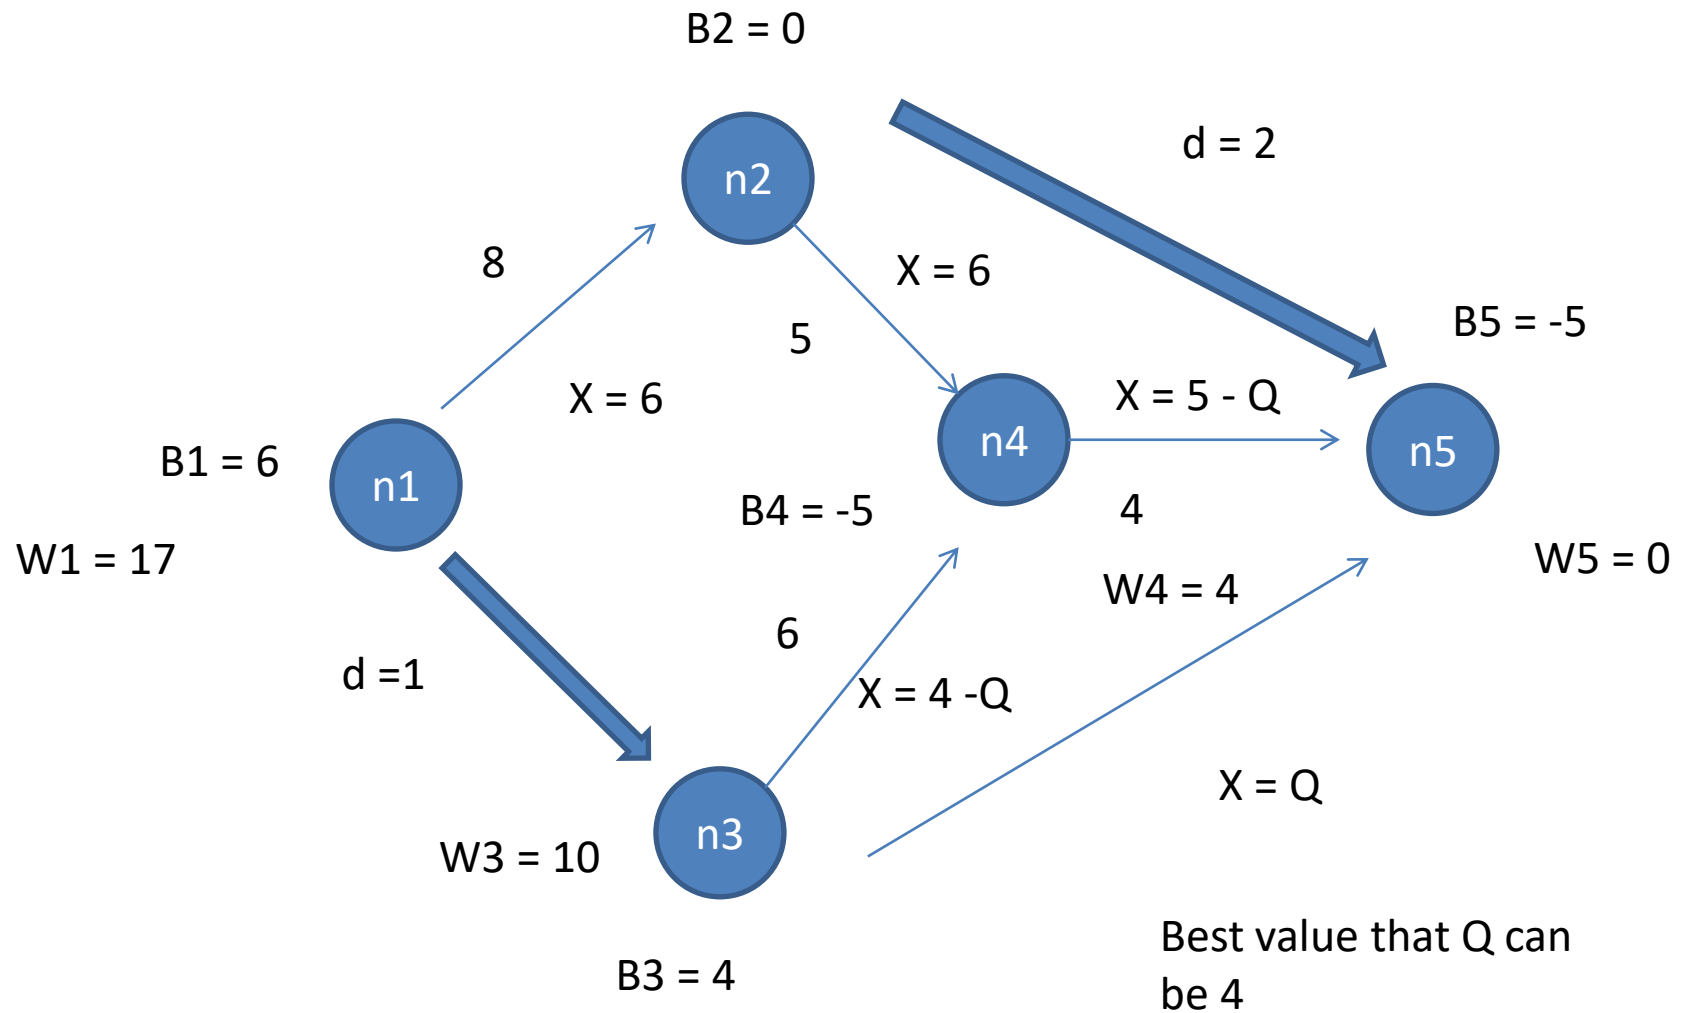 B2 = 0
d = 2
n2
8
X = 6
B5 = -5
5
X = 6
X = 5 - Q
B1 = 6
n1
n4
n5
B4 = -5
4
W1 = 17
W5 = 0
W4 = 4
6
d =1
X = 4 -Q
X = Q
n3
W3 = 10
Best value that Q can
be 4
B3 = 4